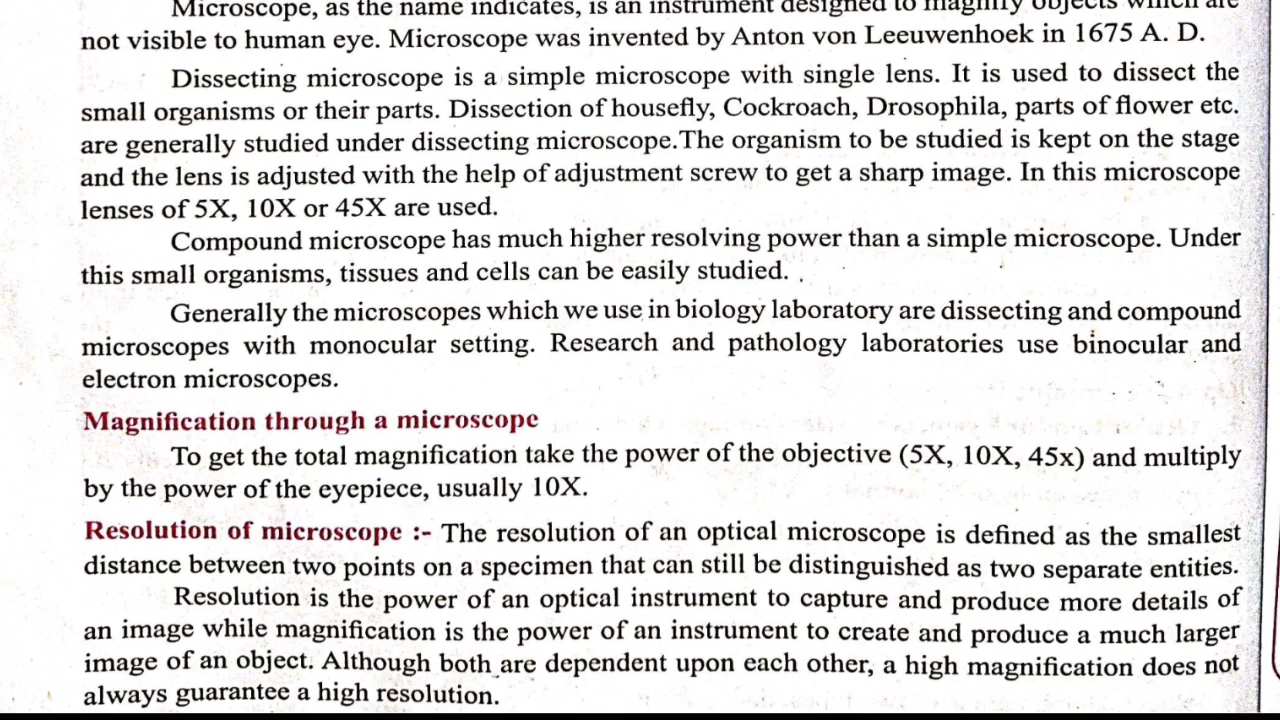 Microscope, as the name indicates, is an instrument designed to magnify objects which are
not visible to human eye. Microscope was invented by Anton von Leeuwenhoek in 1675 A. D.
Dissecting microscope is a simple microscope with single lens. It is used to dissect the
small organisms or their parts. Dissection of housefly, Cockroach, Drosophila, parts of flower etc.
are generally studied under dissecting microscope.The organism to be studied is kept on the stage
and the lens is adjusted with the help of adjustment screw to get a sharp image. In this microscope
lenses of 5X, 10X or 45X are used.
Compound microscope has much higher resolving power than a simple microscope. Under
this small organisms, tissues and cells can be easily studied.
Generally the microscopes which we use in biology laboratory are dissecting and compound
microscopes with monocular setting. Research and pathology laboratories use binocular and
electron microscopes.
Magnification through a microscope
To get the total magnification take the power of the objective (5X, 10X, 45x) and multiply
by the power of the eyepiece, usually 10X.
Resolution of microscope :- The resolution of an optical microscope is defined as the smallest
distance between two points on a specimen that can still be distinguished as two separate entities.
Resolution is the power of an optical instrument to capture and produce more details of
an image while magnification is the power of an instrument to create and produce a much larger
image of an object. Although both are dependent upon each other, a high magnification does not
always guarantee a high resolution.